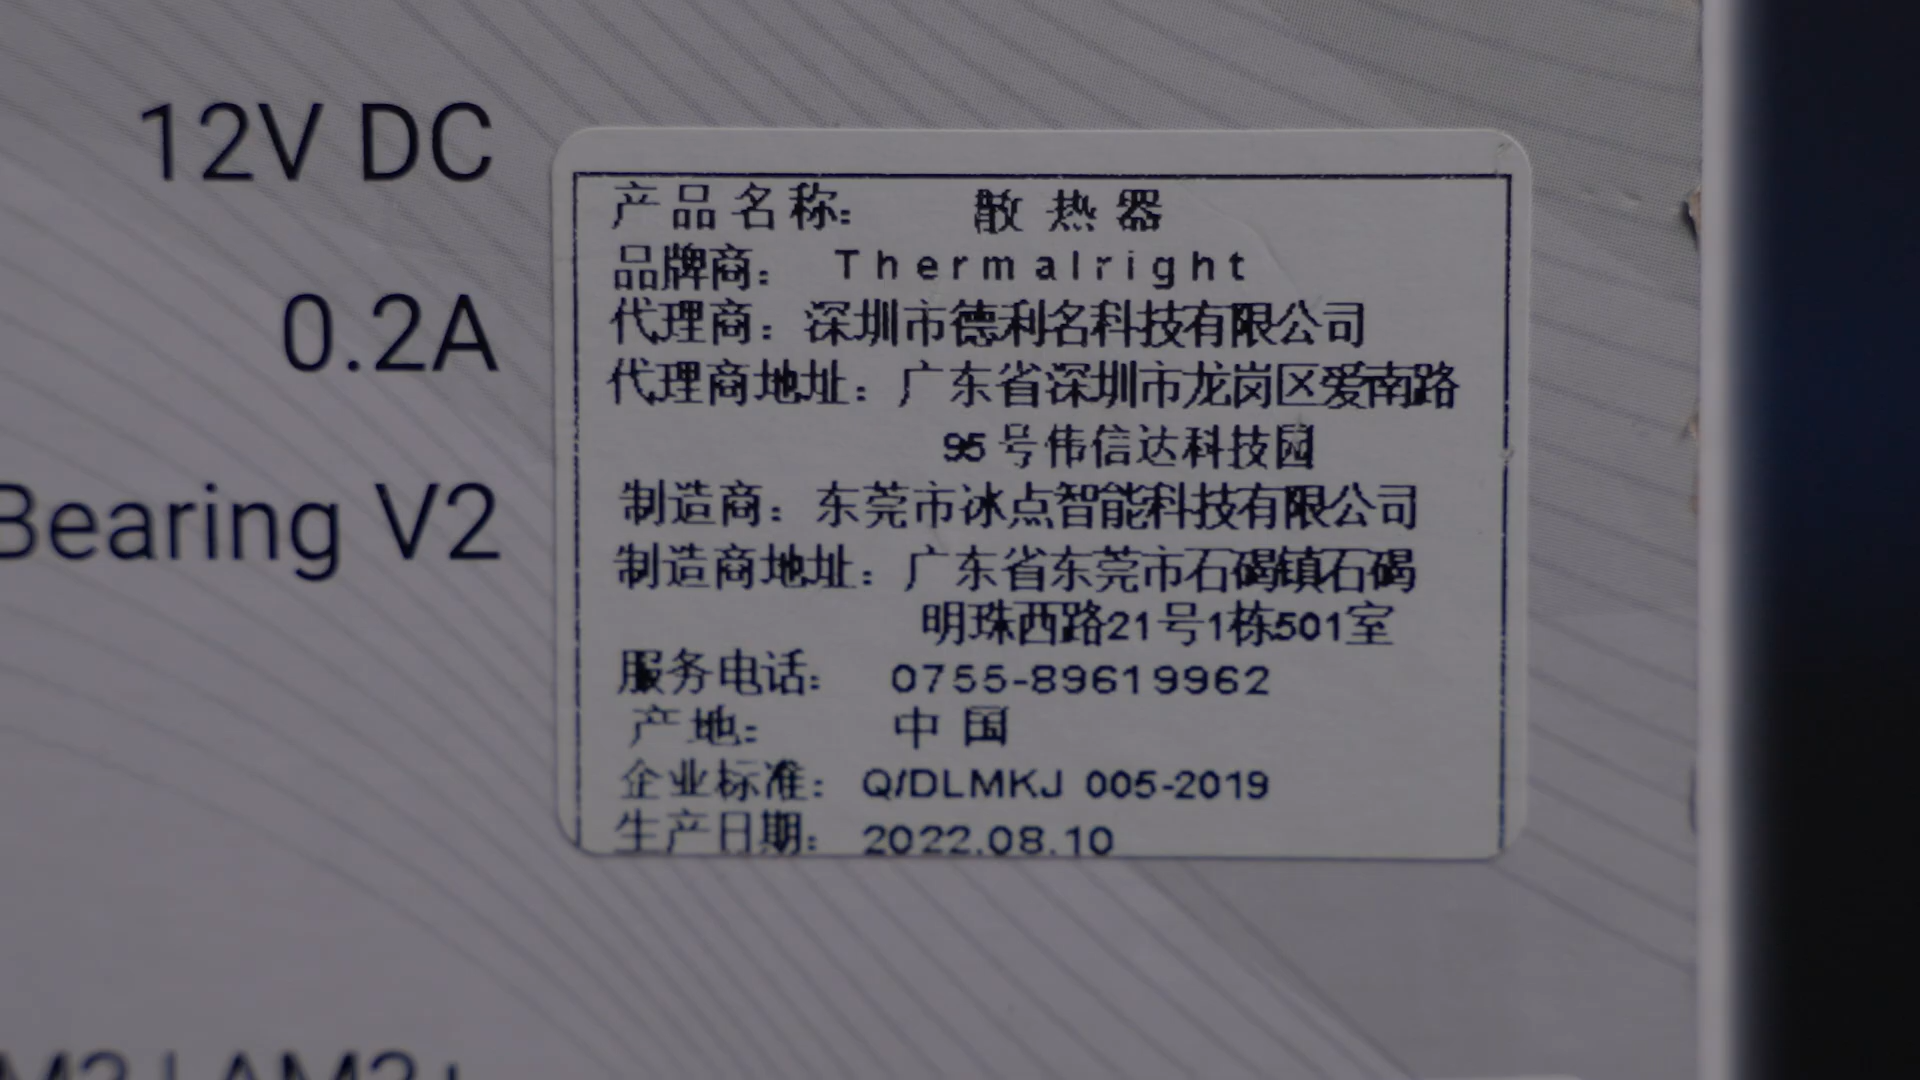 12V DC
0.2A
Bearing V2
产品名称: 散热器
品牌商: Thermalright
代理商: 深圳市德利名科技有限公司
代理商地址: 广东省深圳市龙岗区爱南路
95号伟信达科技园
制造商: 东莞市冰点智能科技有限公司
制造商地址: 广东省东莞市石碣镇石碣
明珠西路21号1栋501室
服务电话: 0755-89619962
产地: 中国
企业标准: Q/DLMKJ 005-2019
生产日期: 2022.08.10